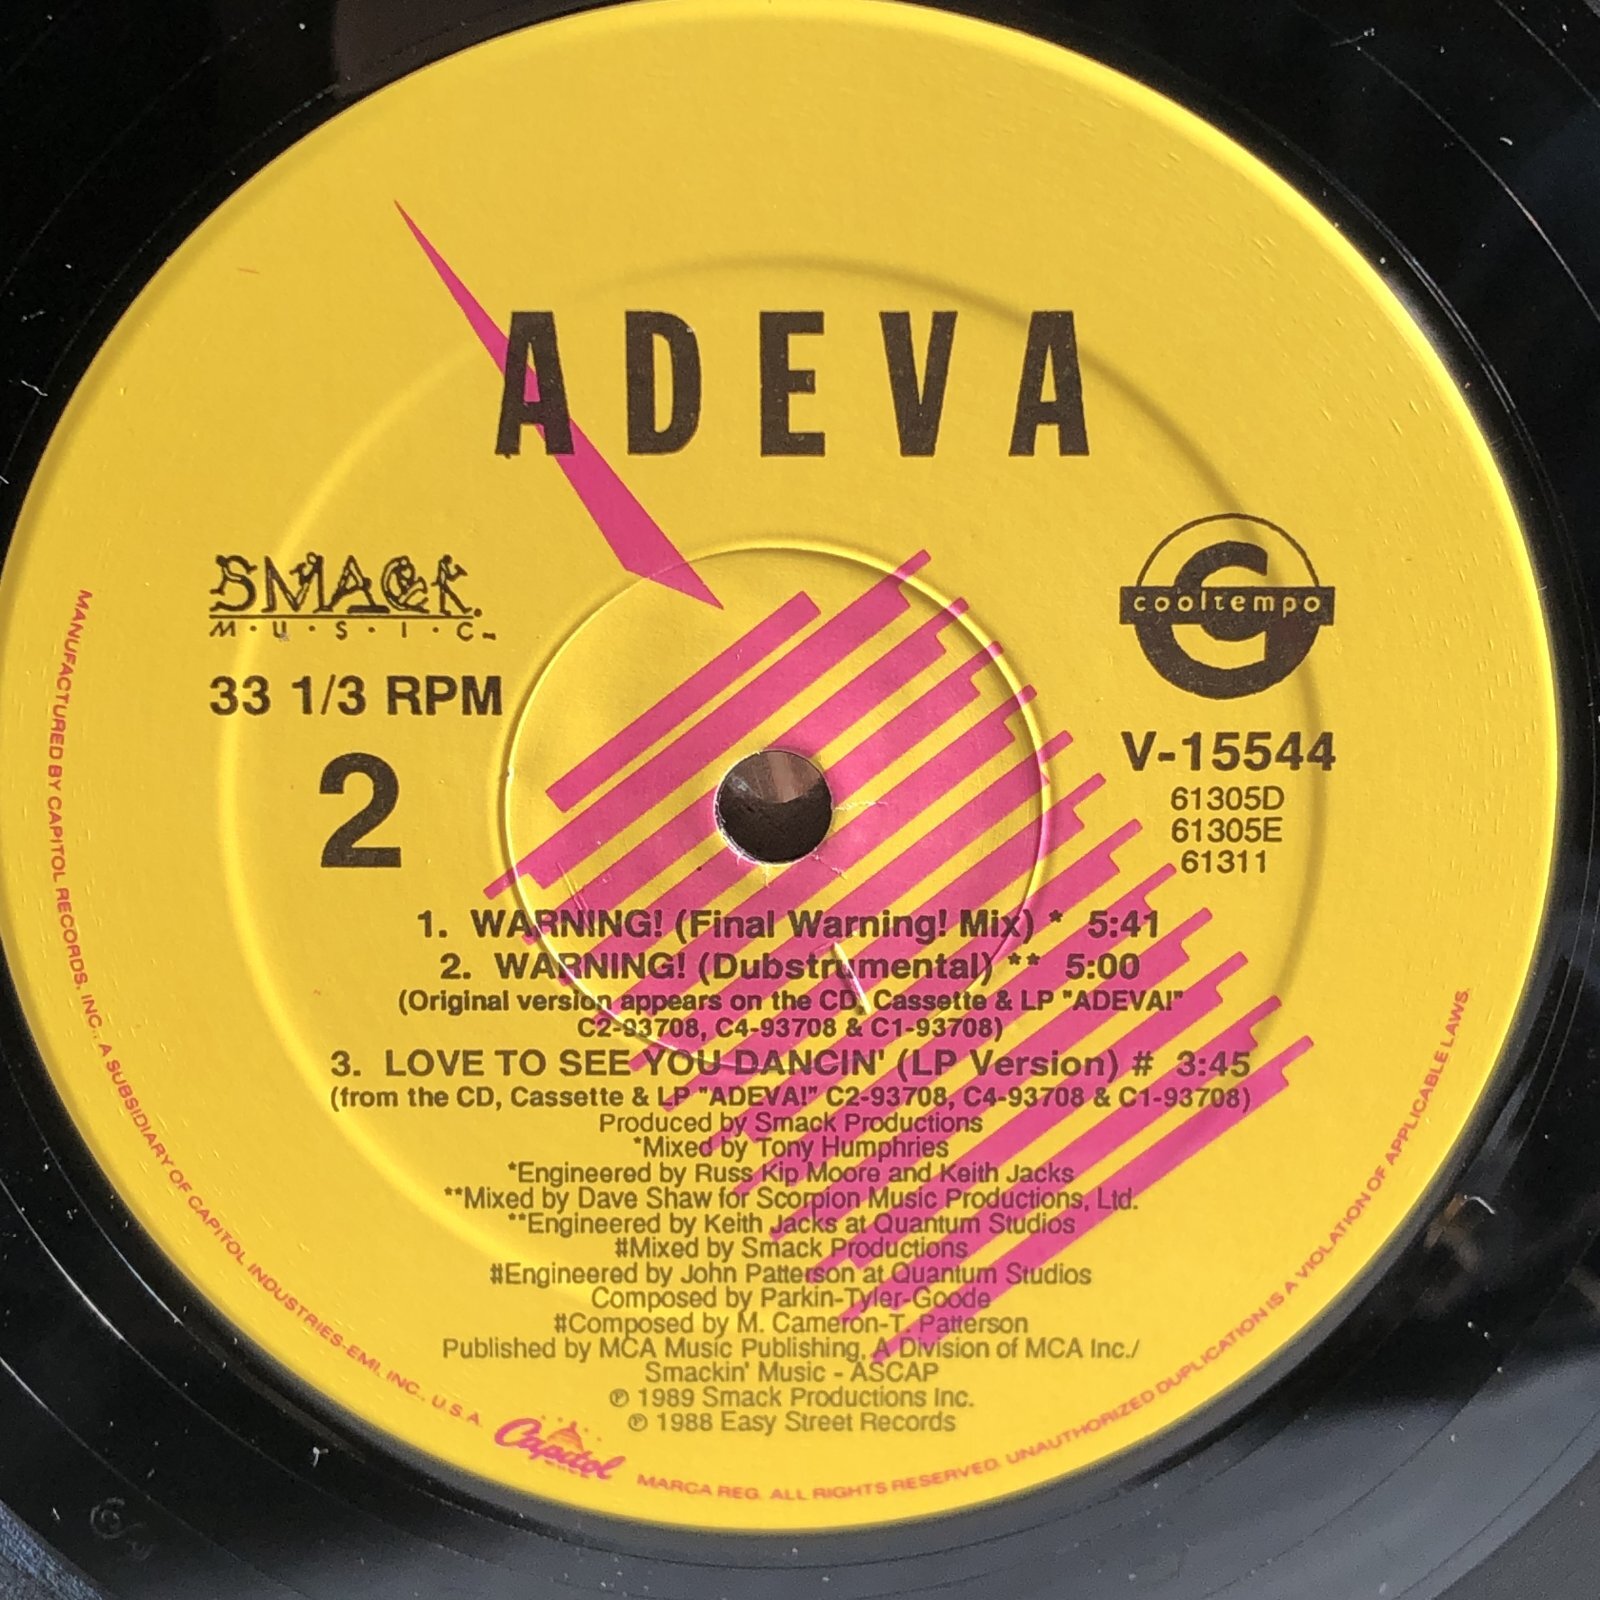 ADEVA
SMACK
M·U·S·I·C
33 1/3 RPM
2
cooltempo
V-15544
61305D
61305E
61311
1. WARNING! (Final Warning! Mix) * 5:41
2. WARNING! (Dubstrumental) ** 5:00
(Original version appears on the CD, Cassette & LP "ADEVA!"
C2-93708, C4-93708 & C1-93708)
3. LOVE TO SEE YOU DANCIN' (LP Version) # 3:45
(from the CD, Cassette & LP "ADEVA!" C2-93708, C4-93708 & C1-93708)
Produced by Smack Productions
*Mixed by Tony Humphries
*Engineered by Russ Kip Moore and Keith Jacks
**Mixed by Dave Shaw for Scorpion Music Productions, Ltd.
**Engineered by Keith Jacks at Quantum Studios
#Mixed by Smack Productions
#Engineered by John Patterson at Quantum Studios
Composed by Parkin-Tyler-Goode
#Composed by M. Cameron-T. Patterson
Published by MCA Music Publishing, A Division of MCA Inc./
Smackin' Music - ASCAP
℗ 1989 Smack Productions Inc.
℗ 1988 Easy Street Records
MANUFACTURED BY CAPITOL RECORDS, INC., A SUBSIDIARY OF CAPITOL INDUSTRIES-EMI, INC., U.S.A.
Capitol
MARCA REG. ALL RIGHTS RESERVED. UNAUTHORIZED DUPLICATION IS A VIOLATION OF APPLICABLE LAWS.